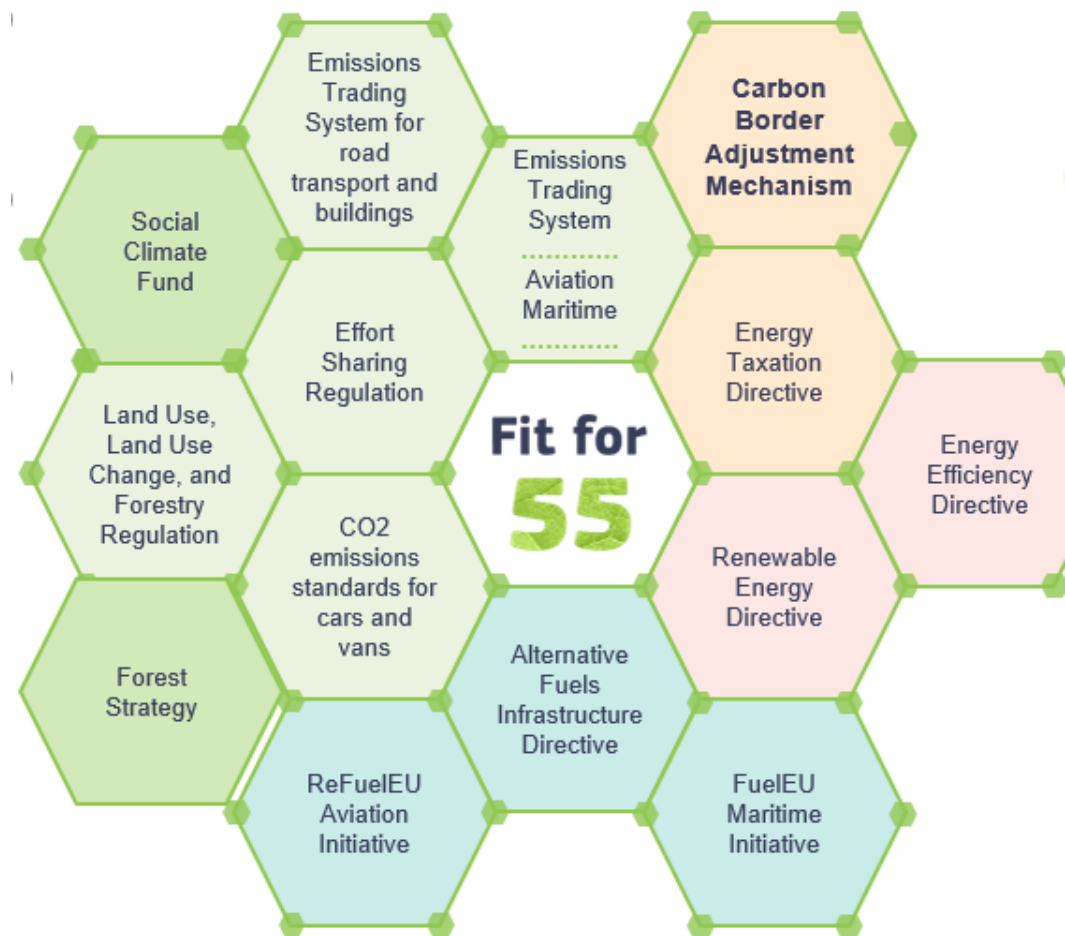 Emissions
Trading
System for
road
transport and
buildings
Carbon
Border
Adjustment
Mechanism
Emissions
Trading
System
Aviation
Maritime
Social
Climate
Fund
Effort
Sharing
Regulation
Energy
Taxation
Directive
Land Use,
Land Use
Change, and
Forestry
Regulation
Fit for
55
Energy
Efficiency
Directive
CO2
emissions
standards for
cars and
vans
Renewable
Energy
Directive
Forest
Strategy
Alternative
Fuels
Infrastructure
Directive
ReFuelEU
Aviation
Initiative
FuelEU
Maritime
Initiative